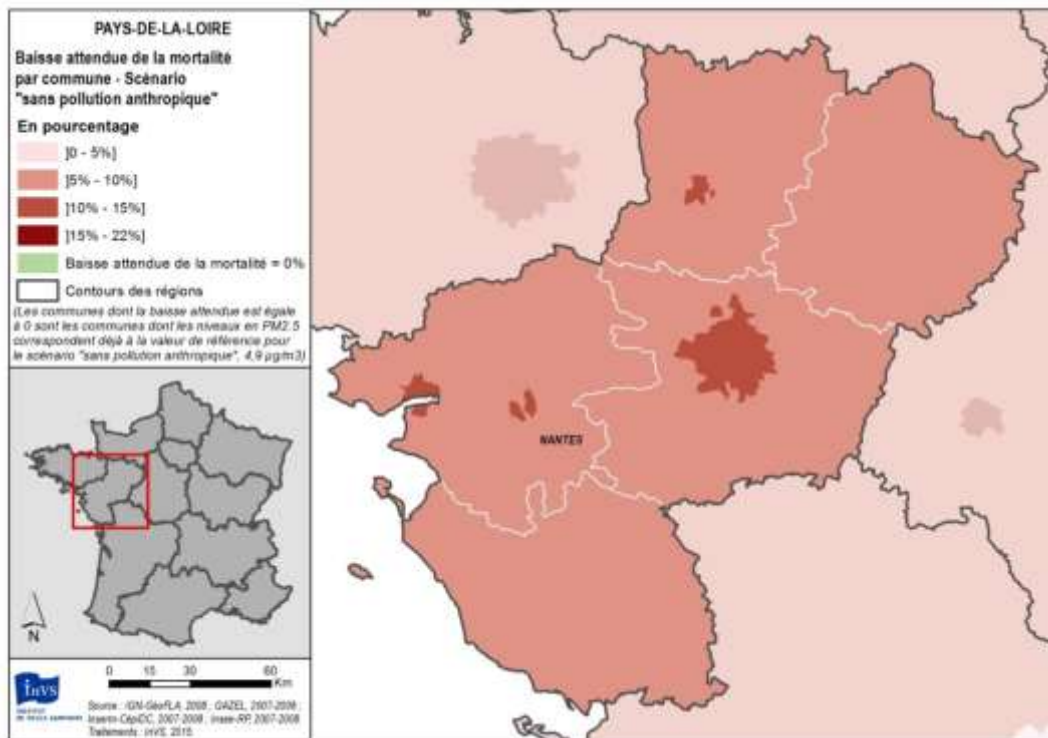 PAYS-DE-LA-LOIRE
Baisse attendue de la mortalité
par commune - Scénario
"sans pollution anthropique"
En pourcentage
]0 - 5%]
]5% - 10%]
]10% - 15%]
]15% - 22%]
Baisse attendue de la mortalité = 0%
Contours des régions
(Les communes dont la baisse attendue est égale
à 0 sont les communes dont les niveaux en PM2.5
correspondent déjà à la valeur de référence pour
le scénario "sans pollution anthropique", 4,9 µg/m3)
NANTES
N
0 15 30 60
Km
InVS
INSTITUT
DE VEILLE SANITAIRE
Source : IGN-GéoFLA, 2008 ; GAZEL, 2007-2008 ;
Inserm-CépiDC, 2007-2008 ; Insee-RP, 2007-2008
Traitements : InVS, 2015